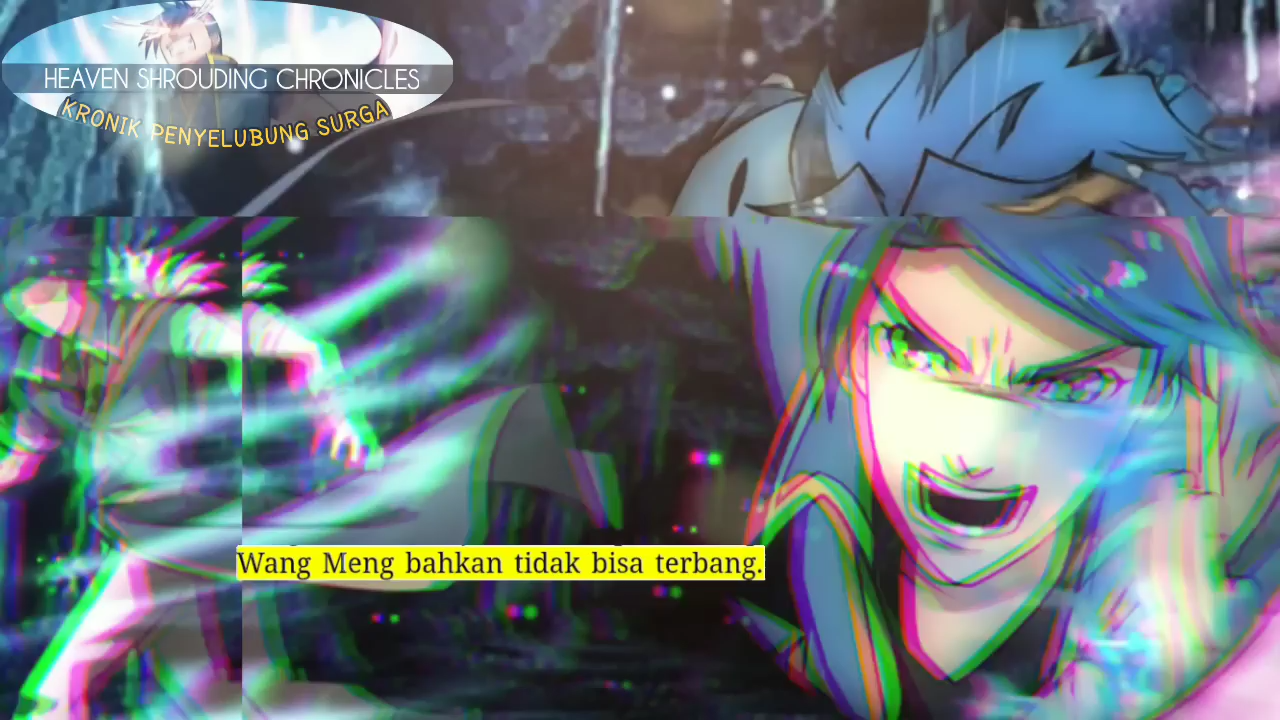 HEAVEN SHROUDING CHRONICLES
KRONIK PENYELUBUNG SURGA
Wang Meng bahkan tidak bisa terbang.